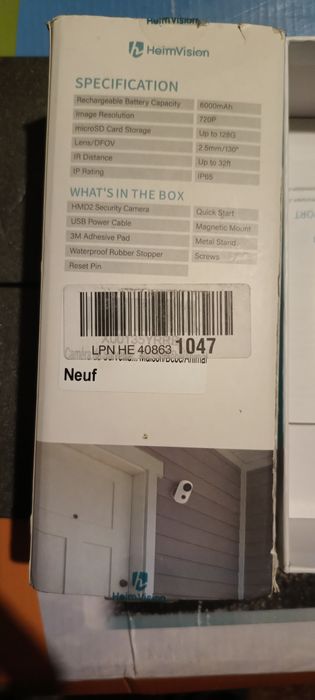 HeimVision
HeimVision
SPECIFICATION
Rechargeable Battery Capacity 6000mAh
Image Resolution 720P
microSD Card Storage Up to 128G
Lens/DFOV 2.5mm/130°
IR Distance Up to 32ft
IP Rating IP65
WHAT'S IN THE BOX
HMD2 Security Camera Quick Start
USB Power Cable Magnetic Mount
3M Adhesive Pad Metal Stand
Waterproof Rubber Stopper Screws
Reset Pin
LPN HE 40863 1047
Neuf
HeimVision